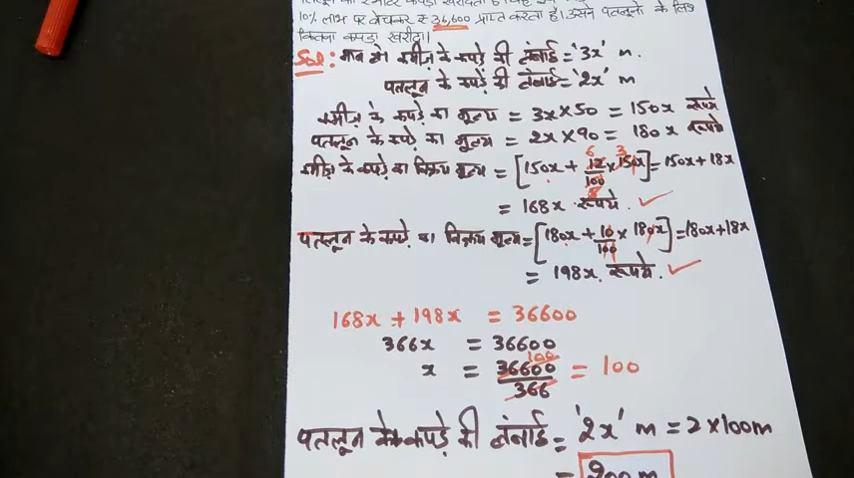 10% लाभ पर बेचकर ₹ 36,600 प्राप्त करता है। उसने पतलूनों के लिए
कितना कपड़ा खरीदा।
Sol: माना की कमीज़ के कपड़े की लंबाई = '3x' m.
पतलून के कपड़े की लंबाई = '2x' m
कमीज़ के कपड़े का मूल्य = 3x × 50 = 150x रूपये
पतलून के कपड़े का मूल्य = 2x × 90 = 180x रूपये
कमीज़ के कपड़े का विक्रय मूल्य = [150x + 12/100 × 150x] = 150x + 18x
= 168x रूपये.
पतलून के कपड़े का विक्रय मूल्य = [180x + 10/100 × 180x] = 180x + 18x
= 198x. रूपये.
168x + 198x = 36600
366x = 36600
x = 36600/366 = 100
पतलून के कपड़े की लंबाई = '2x' m = 2 × 100m
= 200 m